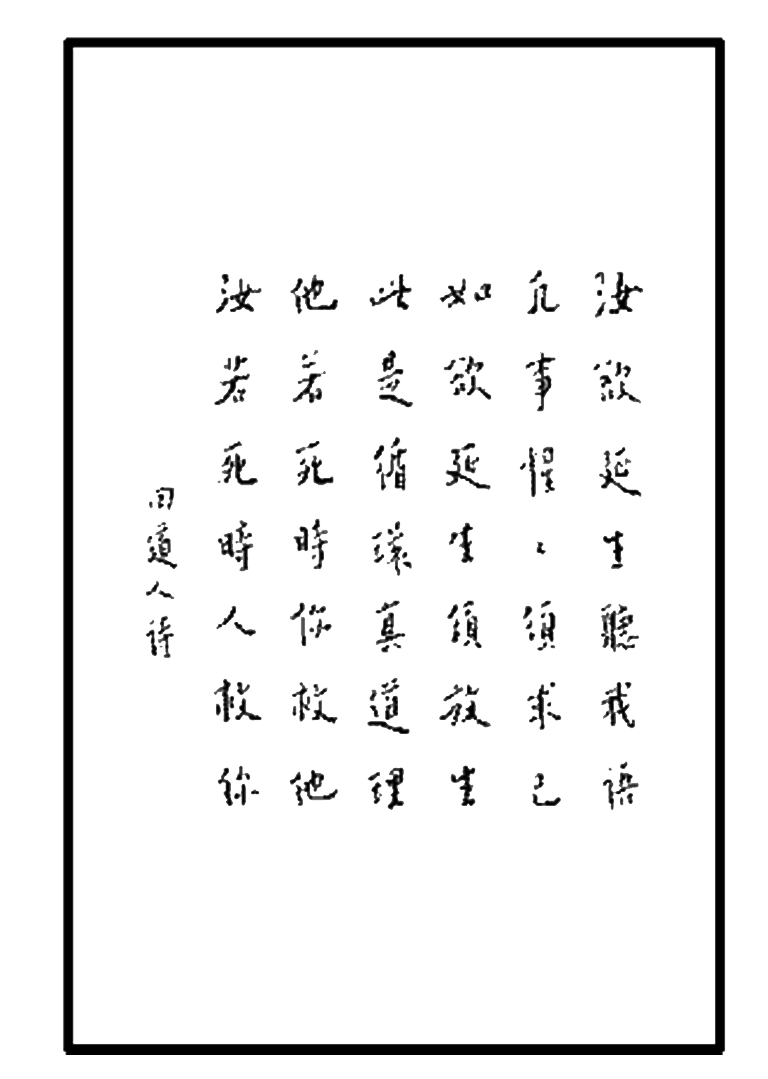 汝欲延生聽我語
凡事惺〻須求己
如欲延生須放生
此是循環真道理
他若死時你救他
汝若死時人救你
回道人詩